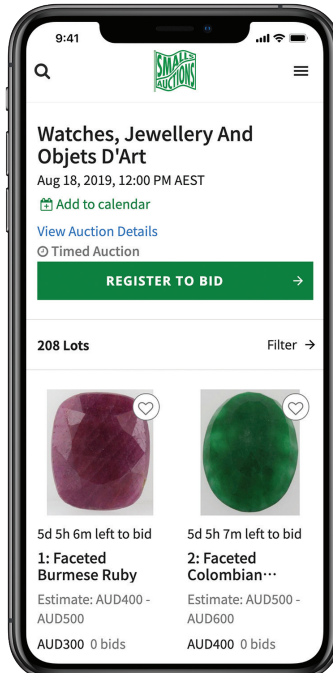 9:41
SMALLS
AUCTIONS
Watches, Jewellery And
Objets D'Art
Aug 18, 2019, 12:00 PM AEST
Add to calendar
View Auction Details
Timed Auction
REGISTER TO BID
208 Lots
Filter
5d 5h 6m left to bid
5d 5h 7m left to bid
1: Faceted
Burmese Ruby
2: Faceted
Colombian…
Estimate: AUD400 -
AUD500
Estimate: AUD500 -
AUD600
AUD300 0 bids
AUD400 0 bids